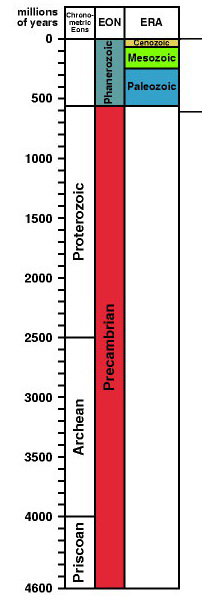 millions
of years
Chrono-
metric
Eons
EON
ERA
0
500
1000
1500
2000
2500
3000
3500
4000
4600
Proterozoic
Archean
Priscoan
Phanerozoic
Precambrian
Cenozoic
Mesozoic
Paleozoic